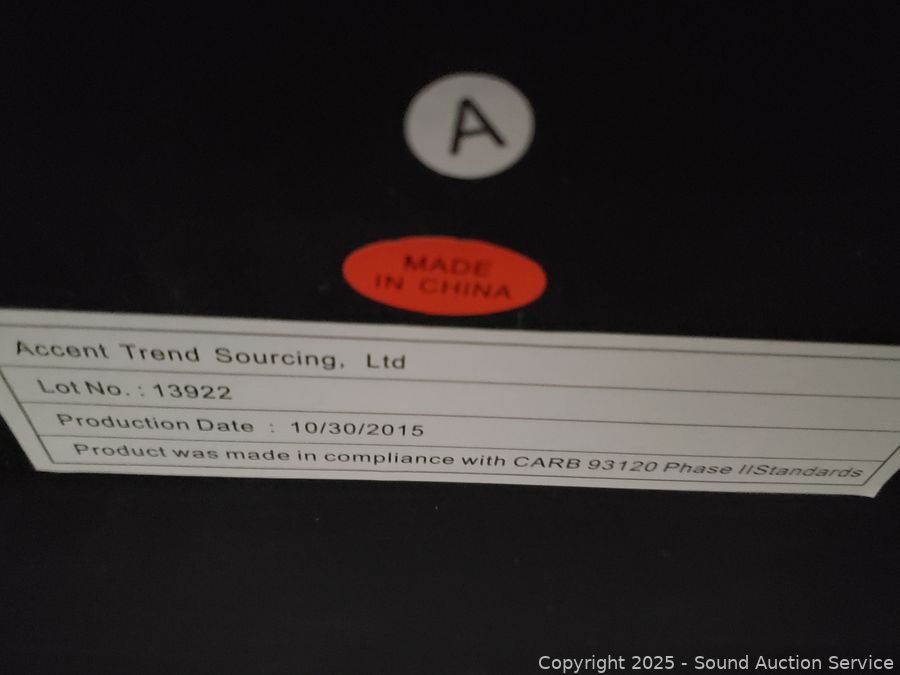 A
MADE
IN CHINA
Accent Trend Sourcing, Ltd
Lot No. : 13922
Production Date : 10/30/2015
Product was made in compliance with CARB 93120 Phase IIStandards
Copyright 2025 - Sound Auction Service